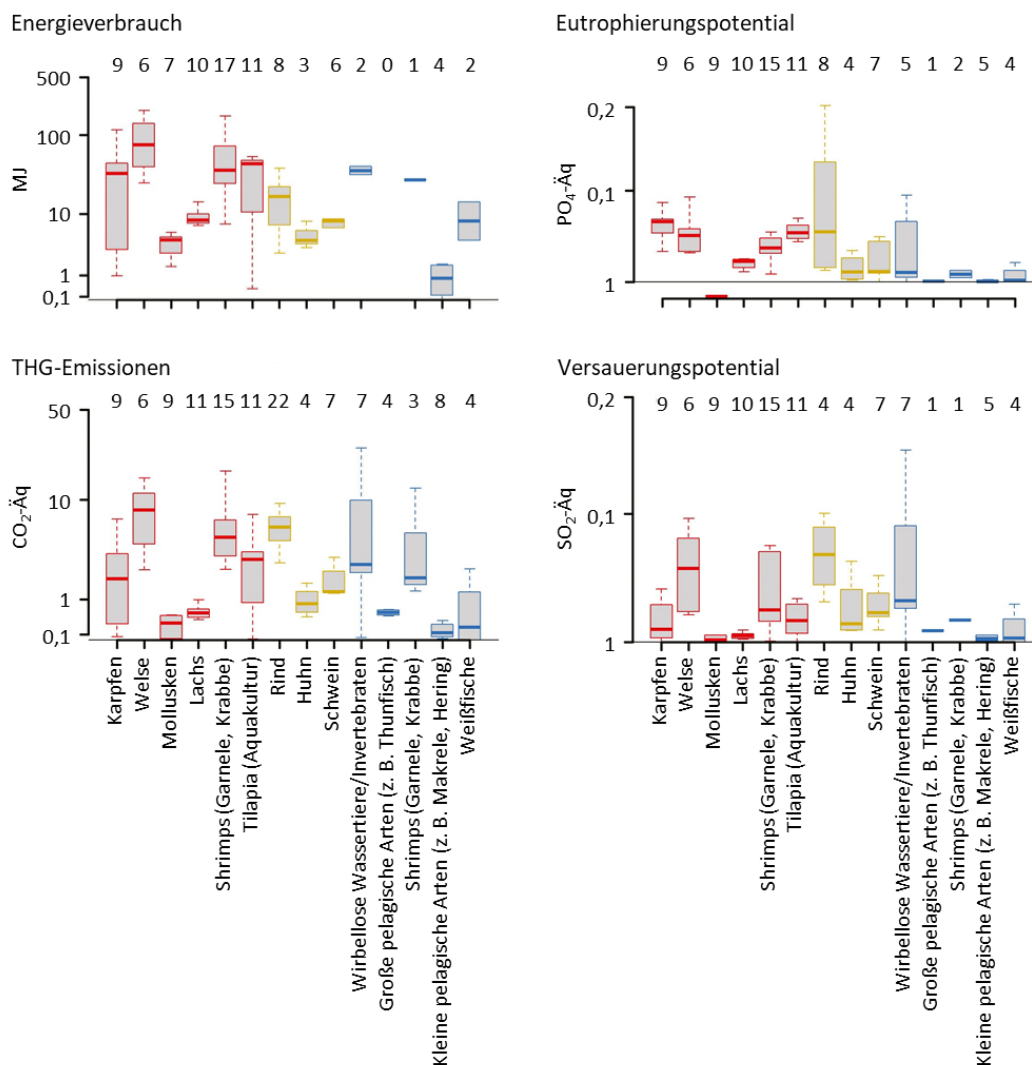 Energieverbrauch
9 6 7 10 17 11 8 3 6 2 0 1 4 2
500
100
10
1
0,1
MJ
Eutrophierungspotential
9 6 9 10 15 11 8 4 7 5 1 2 5 4
0,2
0,1
1
PO₄-Äq
THG-Emissionen
9 6 9 11 15 11 22 4 7 7 4 3 8 4
50
10
1
0,1
CO₂-Äq
Karpfen
Welse
Mollusken
Lachs
Shrimps (Garnele, Krabbe)
Tilapia (Aquakultur)
Rind
Huhn
Schwein
Wirbellose Wassertiere/Invertebraten
Große pelagische Arten (z. B. Thunfisch)
Shrimps (Garnele, Krabbe)
Kleine pelagische Arten (z. B. Makrele, Hering)
Weißfische
Versauerungspotential
9 6 9 10 15 11 4 4 7 7 1 1 5 4
0,2
0,1
1
SO₂-Äq
Karpfen
Welse
Mollusken
Lachs
Shrimps (Garnele, Krabbe)
Tilapia (Aquakultur)
Rind
Huhn
Schwein
Wirbellose Wassertiere/Invertebraten
Große pelagische Arten (z. B. Thunfisch)
Shrimps (Garnele, Krabbe)
Kleine pelagische Arten (z. B. Makrele, Hering)
Weißfische